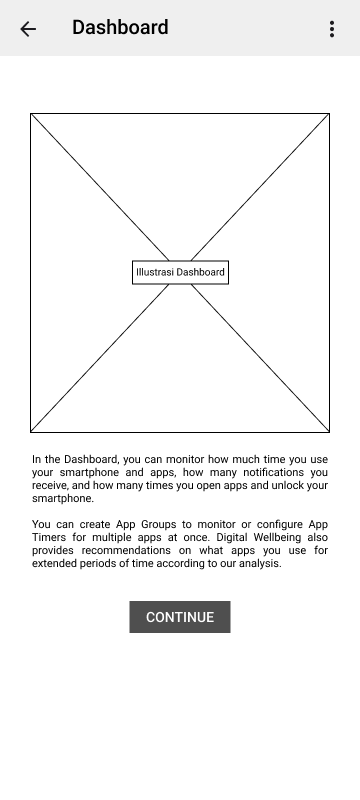 Dashboard
Illustrasi Dashboard
In the Dashboard, you can monitor how much time you use
your smartphone and apps, how many notifications you
receive, and how many times you open apps and unlock your
smartphone.
You can create App Groups to monitor or configure App
Timers for multiple apps at once. Digital Wellbeing also
provides recommendations on what apps you use for
extended periods of time according to our analysis.
CONTINUE